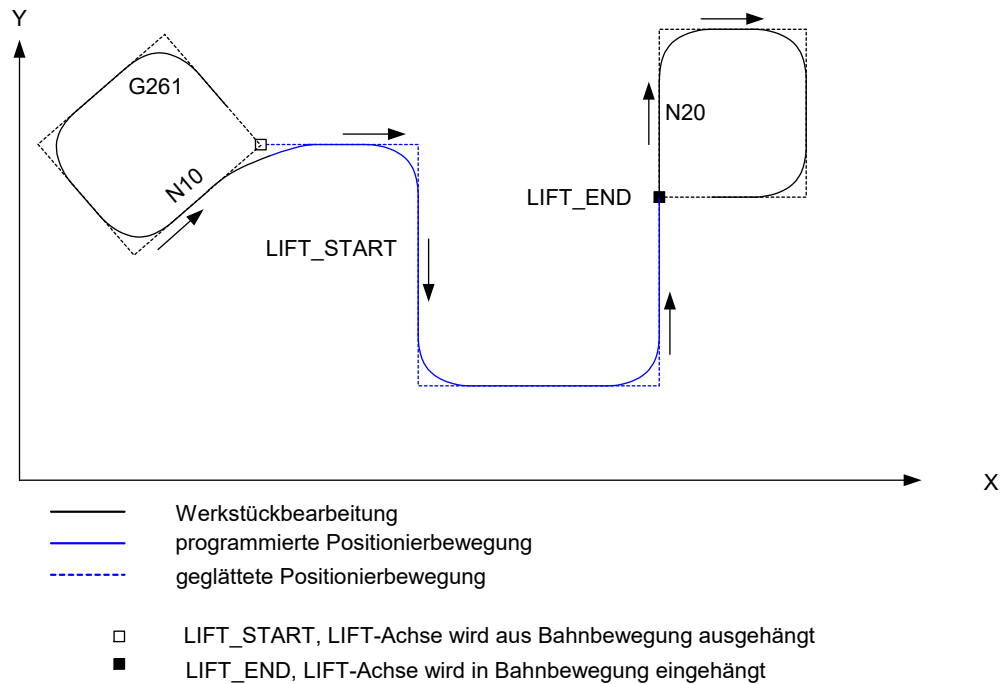 Y
G261
N10
LIFT_START
N20
LIFT_END
X
Werkstückbearbeitung
programmierte Positionierbewegung
geglättete Positionierbewegung
LIFT_START, LIFT-Achse wird aus Bahnbewegung ausgehängt
LIFT_END, LIFT-Achse wird in Bahnbewegung eingehängt